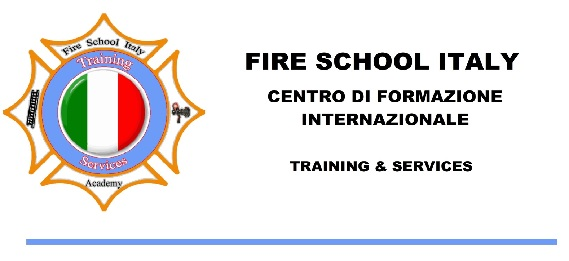 Fire School Italy
Training
Services
Academy
FIRE SCHOOL ITALY
CENTRO DI FORMAZIONE
INTERNAZIONALE
TRAINING & SERVICES